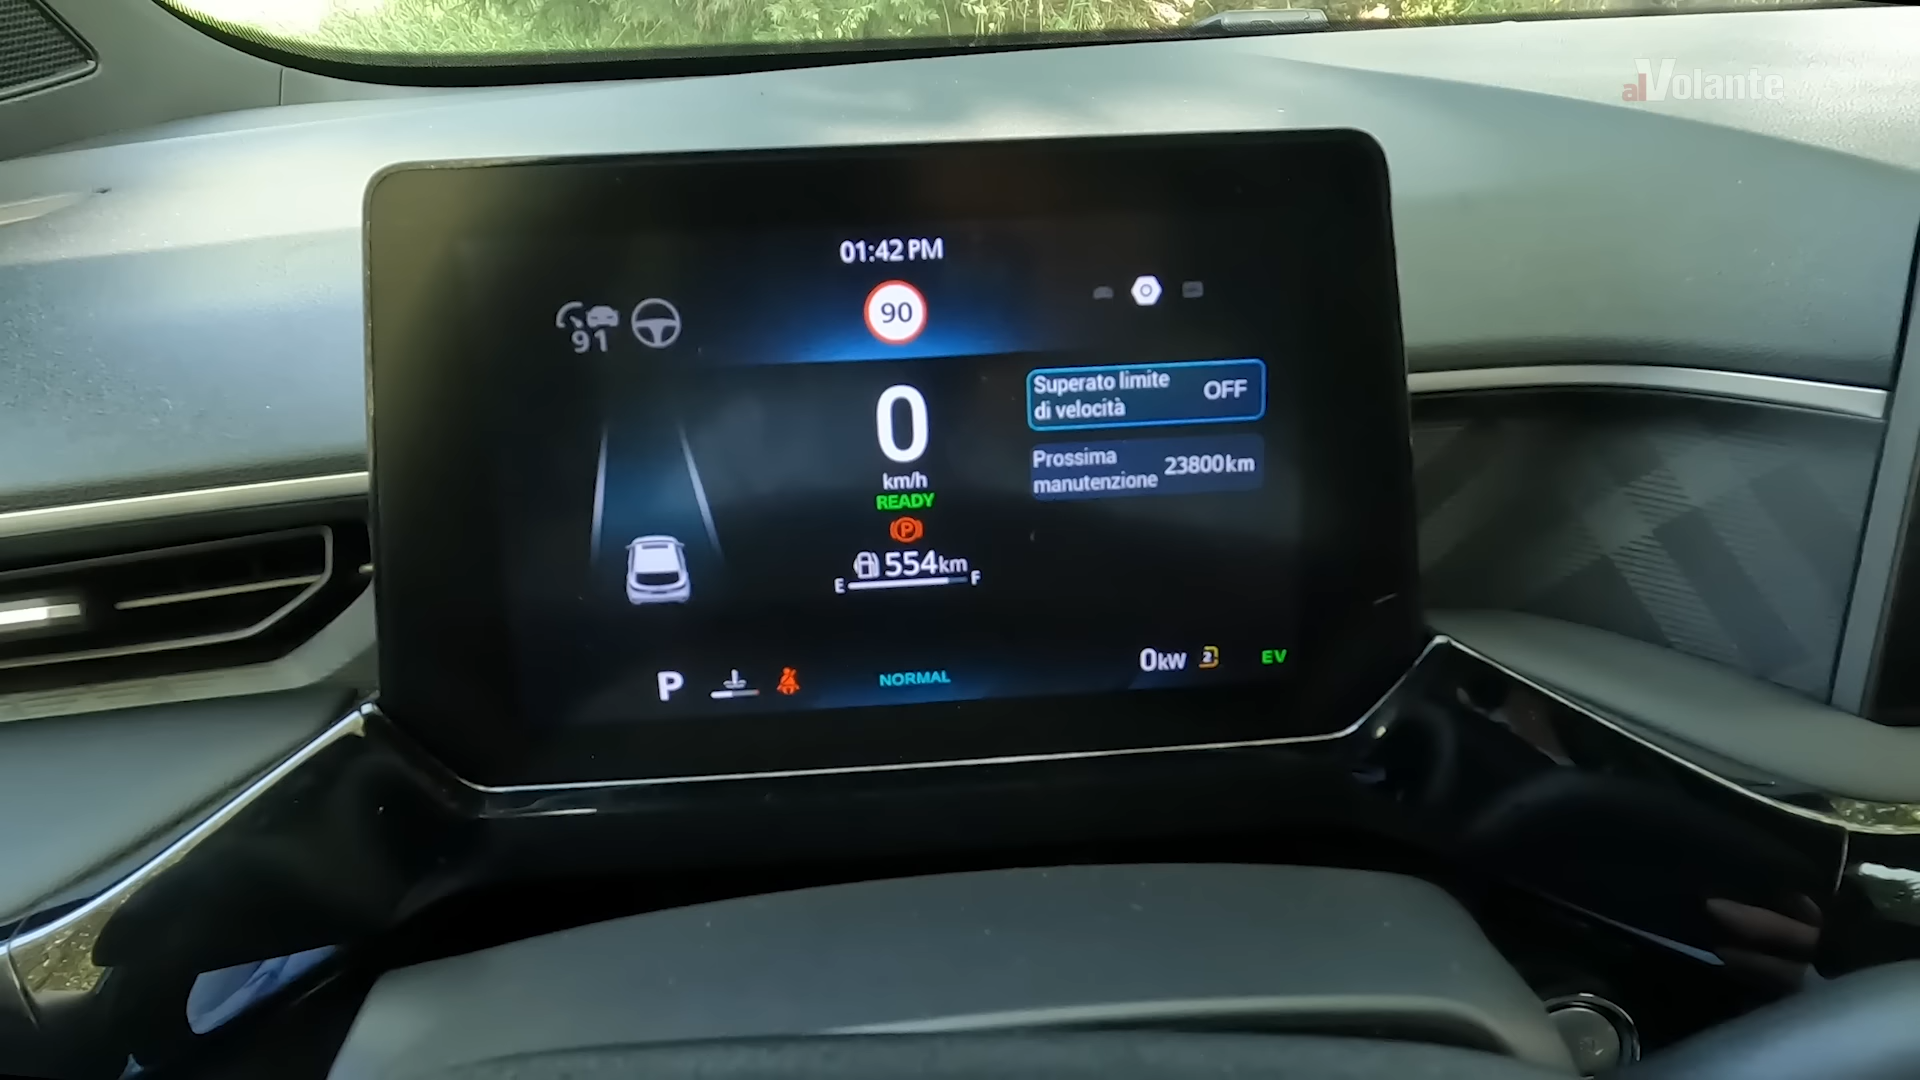 alVolante
01:42 PM
90
91
0
km/h
READY
P
554km
E F
Superato limite
di velocità
OFF
Prossima
manutenzione
23800km
P
NORMAL
0kW
2
EV